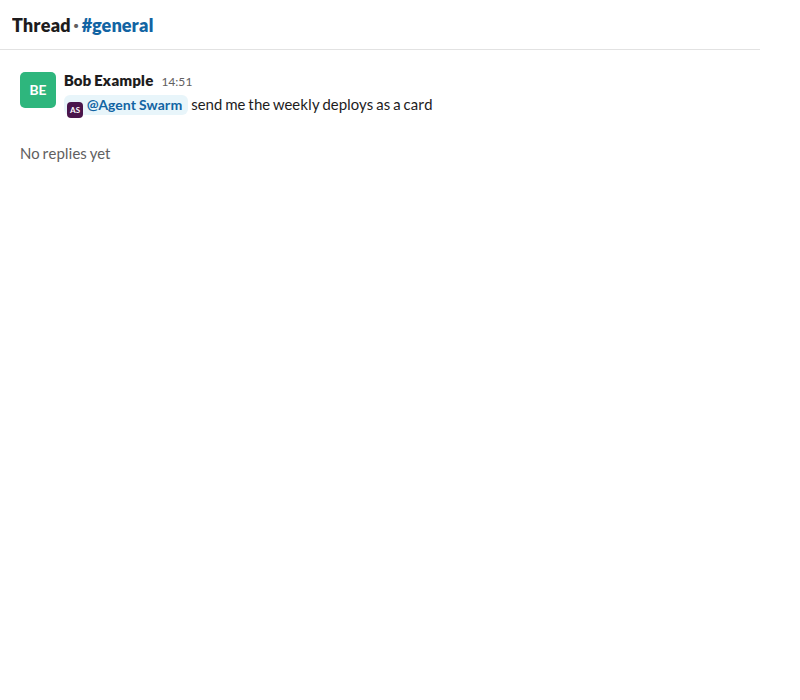 Thread • #general
BE Bob Example 14:51
AS @Agent Swarm send me the weekly deploys as a card
No replies yet